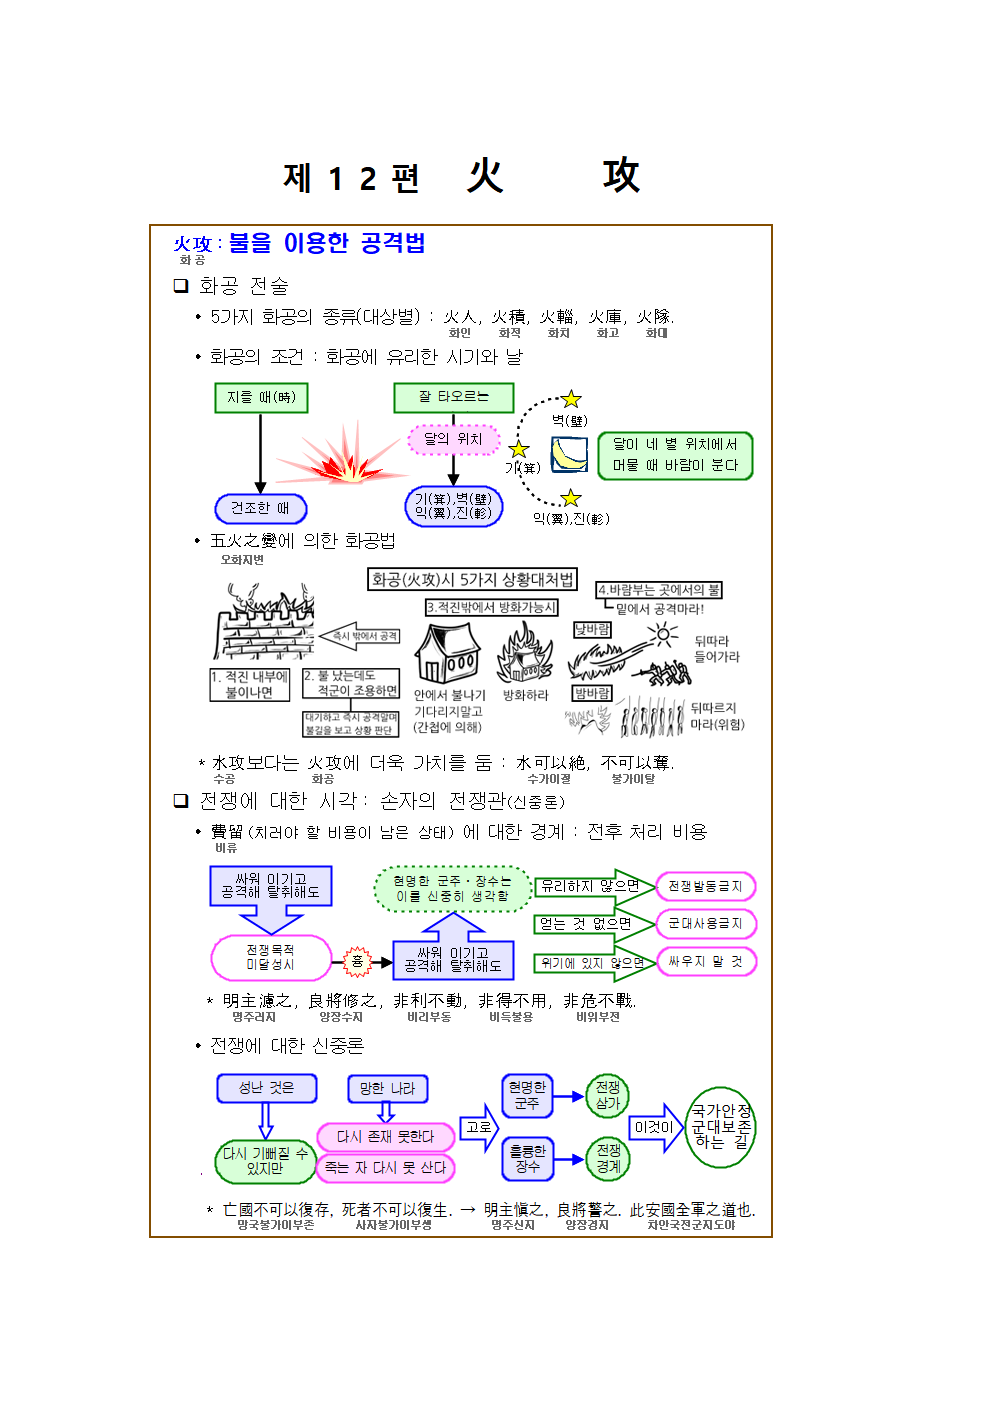 제 1 2 편 火 攻
火攻 : 불을 이용한 공격법
화 공
❑ 화공 전술
• 5가지 화공의 종류(대상별) : 火人, 火積, 火輜, 火庫, 火隊.
화인 화적 화치 화고 화대
• 화공의 조건 : 화공에 유리한 시기와 날
지를 때(時)
건조한 때
잘 타오르는
달의 위치
기(箕),벽(壁)
익(翼),진(軫)
벽(壁)
기(箕)
익(翼),진(軫)
달이 네 별 위치에서
머물 때 바람이 분다
• 五火之變에 의한 화공법
오화지변
화공(火攻)시 5가지 상황대처법
즉시 밖에서 공격
1. 적진 내부에
불이나면
2. 불 났는데도
적군이 조용하면
대기하고 즉시 공격말며
불길을 보고 상황 판단
3.적진밖에서 방화가능시
안에서 불나기
기다리지말고
(간첩에 의해)
방화하라
4.바람부는 곳에서의 불
밑에서 공격마라!
낮바람
뒤따라
들어가라
밤바람
뒤따르지
마라(위험)
* 水攻보다는 火攻에 더욱 가치를 둠 : 水可以絶, 不可以奪.
수공 화공 수가이절 불가이탈
❑ 전쟁에 대한 시각 : 손자의 전쟁관(신중론)
• 費留(치러야 할 비용이 남은 상태) 에 대한 경계 : 전후 처리 비용
비류
싸워 이기고
공격해 탈취해도
전쟁목적
미달성시
흉
싸워 이기고
공격해 탈취해도
현명한 군주 · 장수는
이를 신중히 생각함
유리하지 않으면
전쟁발동금지
얻는 것 없으면
군대사용금지
위기에 있지 않으면
싸우지 말 것
* 明主慮之, 良將修之, 非利不動, 非得不用, 非危不戰.
명주려지 양장수지 비리부동 비득불용 비위부전
• 전쟁에 대한 신중론
성난 것은
다시 기뻐질 수
있지만
망한 나라
다시 존재 못한다
죽는 자 다시 못 산다
고로
현명한
군주
전쟁
삼가
훌륭한
장수
전쟁
경계
이것이
국가안정
군대보존
하는 길
* 亡國不可以復存, 死者不可以復生. → 明主愼之, 良將警之. 此安國全軍之道也.
망국불가이부존 사자불가이부생 명주신지 양장경지 차안국전군지도야